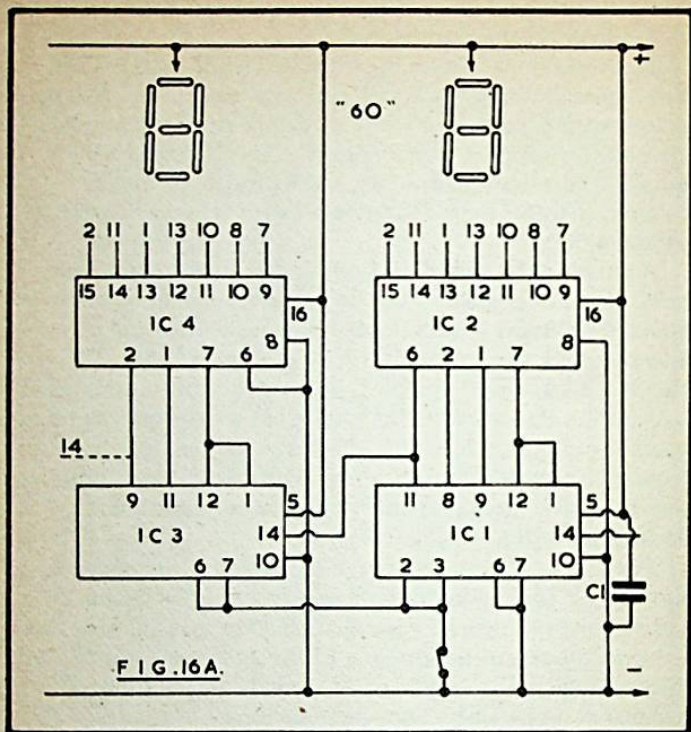 +
"60"
2 11 1 13 10 8 7
2 11 1 13 10 8 7
15 14 13 12 11 10 9
16
15 14 13 12 11 10 9
16
IC 4
8
IC 2
8
2 1 7 6
6 2 1 7
14
9 11 12 1
5
11 8 9 12 1
5
IC 3
14
IC 1
14
6 7
10
2 3 6 7
10
C1
FIG.16A.
−